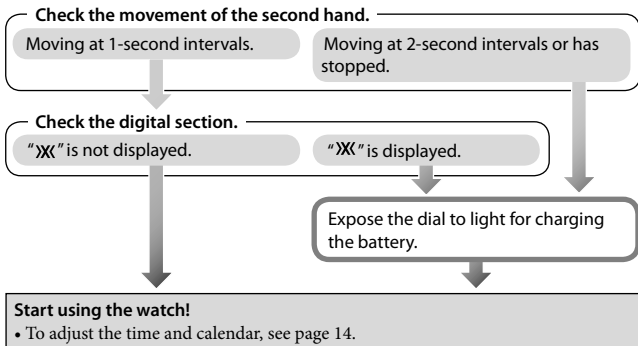 Check the movement of the second hand.
Moving at 1-second intervals.
Moving at 2-second intervals or has
stopped.
Check the digital section.
“ ” is not displayed.
“ ” is displayed.
Expose the dial to light for charging
the battery.
Start using the watch!
• To adjust the time and calendar, see page 14.